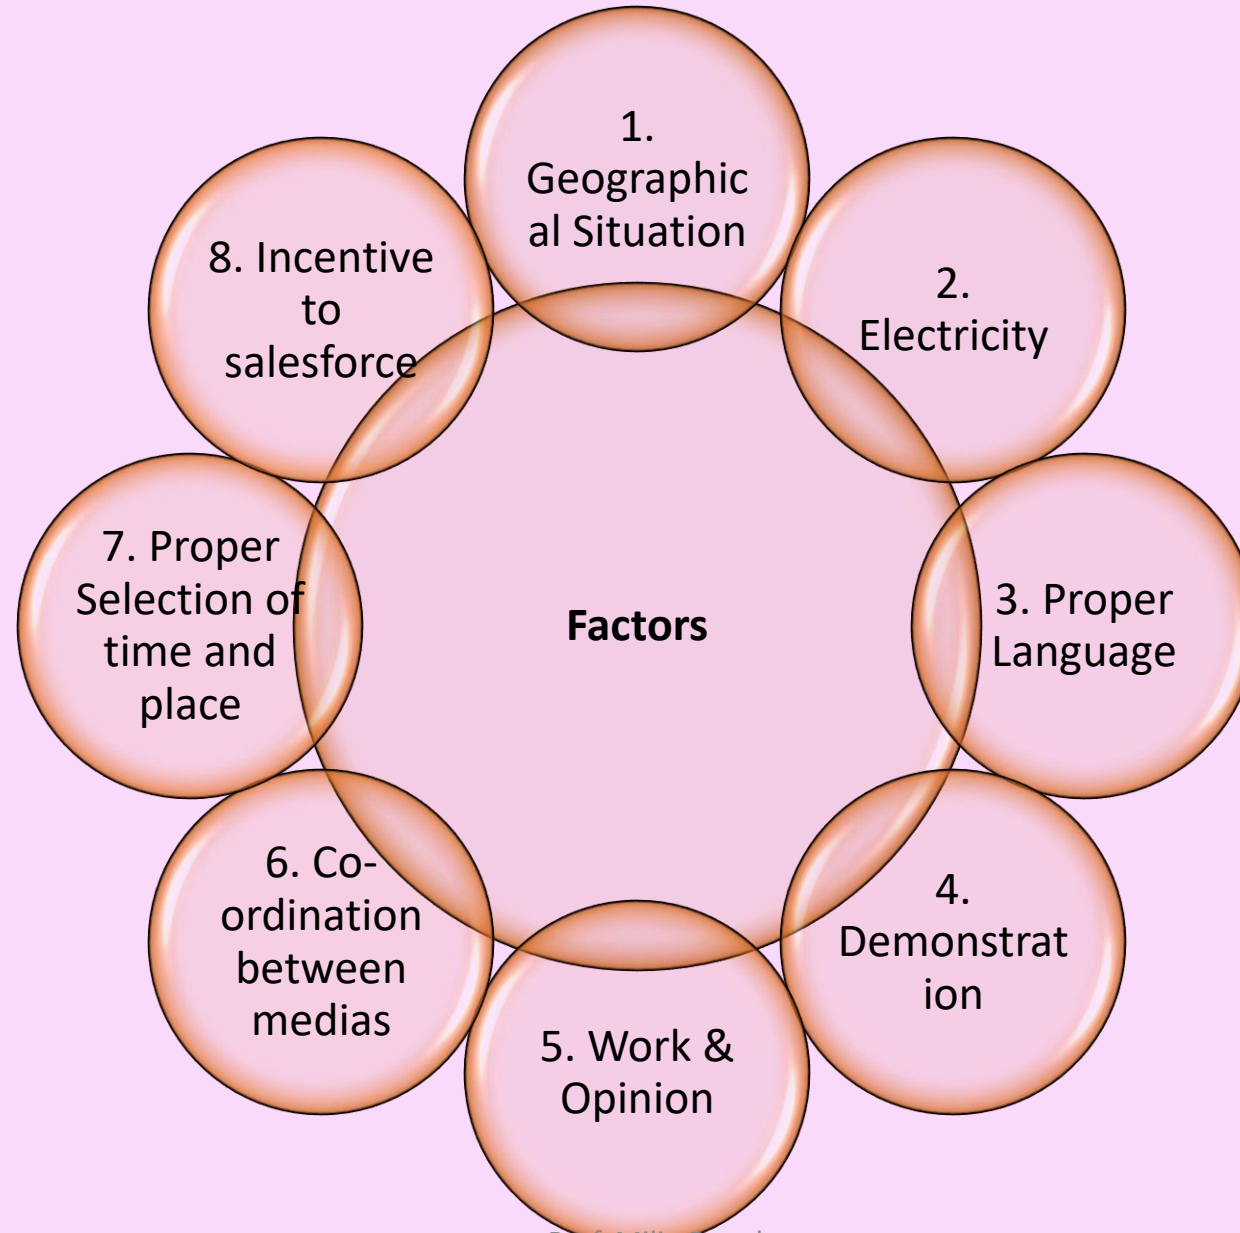 1.
Geographic
al Situation
2.
Electricity
3. Proper
Language
4.
Demonstrat
ion
5. Work &
Opinion
6. Co-
ordination
between
medias
7. Proper
Selection of
time and
place
8. Incentive
to
salesforce
Factors